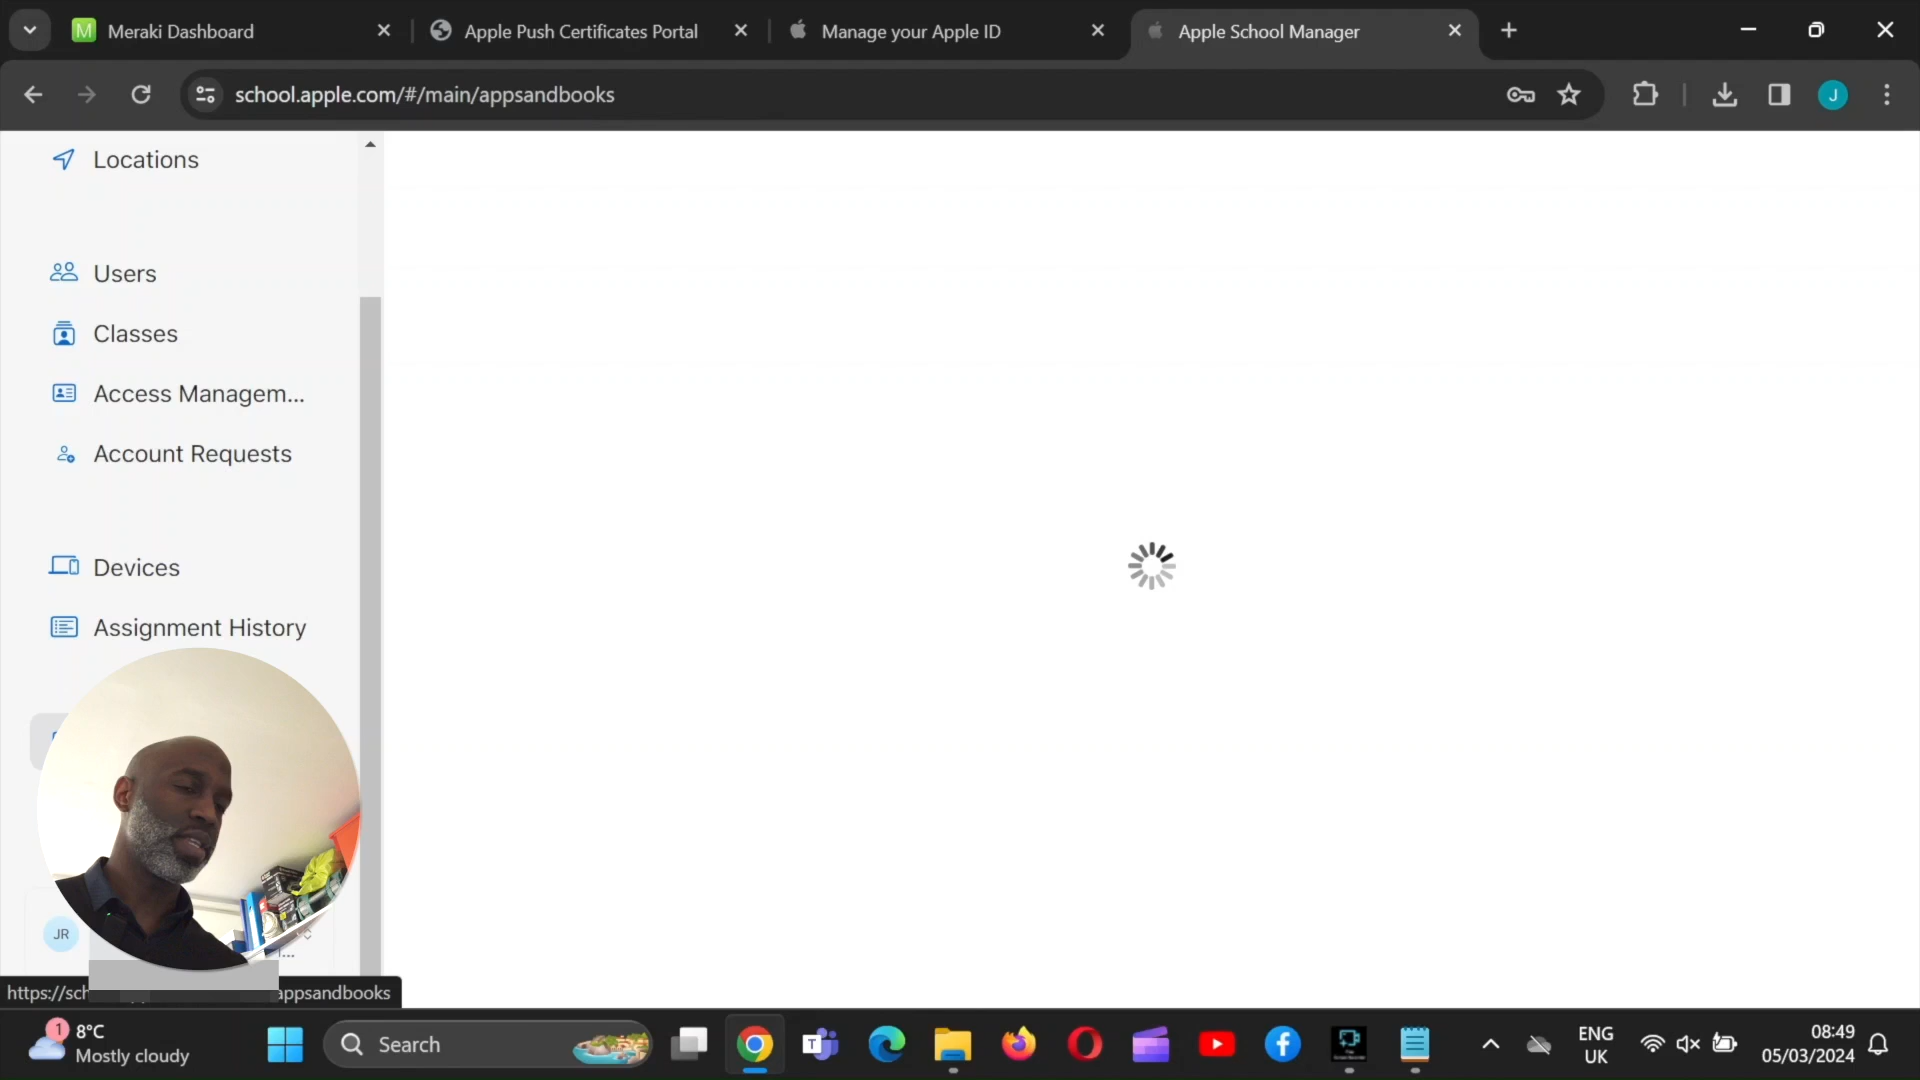 Meraki Dashboard
Apple Push Certificates Portal
Manage your Apple ID
Apple School Manager
school.apple.com/#/main/appsandbooks
J
Locations
Users
Classes
Access Managem...
Account Requests
Devices
Assignment History
JR
https://sch
appsandbooks
1
8°C
Mostly cloudy
Search
ENG
UK
08:49
05/03/2024